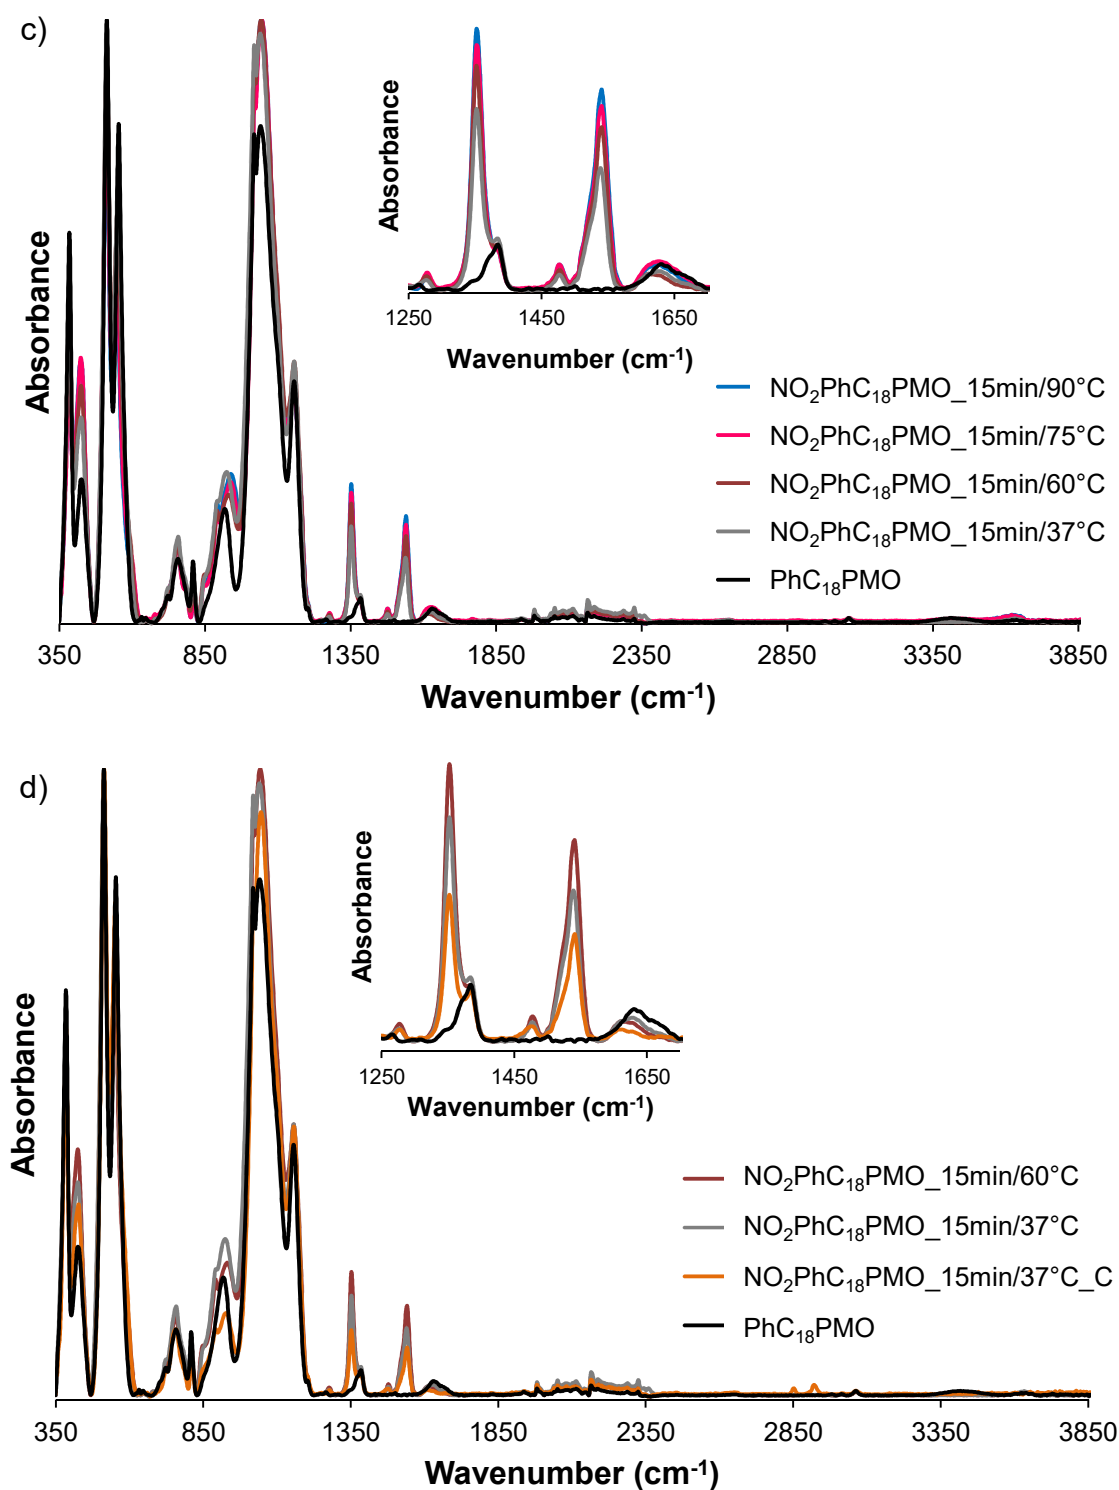 c)
Absorbance
Absorbance
1250 1450 1650
Wavenumber (cm-1)
NO2PhC18PMO_15min/90°C
NO2PhC18PMO_15min/75°C
NO2PhC18PMO_15min/60°C
NO2PhC18PMO_15min/37°C
PhC18PMO
350 850 1350 1850 2350 2850 3350 3850
Wavenumber (cm-1)
d)
Absorbance
Absorbance
1250 1450 1650
Wavenumber (cm-1)
NO2PhC18PMO_15min/60°C
NO2PhC18PMO_15min/37°C
NO2PhC18PMO_15min/37°C_C
PhC18PMO
350 850 1350 1850 2350 2850 3350 3850
Wavenumber (cm-1)